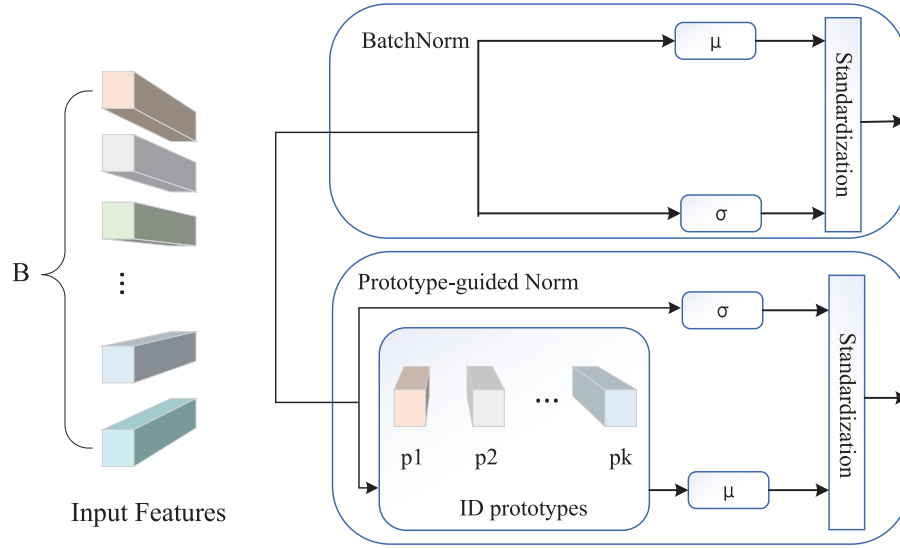 B
Input Features
BatchNorm
μ
σ
Standardization
Prototype-guided Norm
σ
p1 p2 ... pk
ID prototypes
μ
Standardization